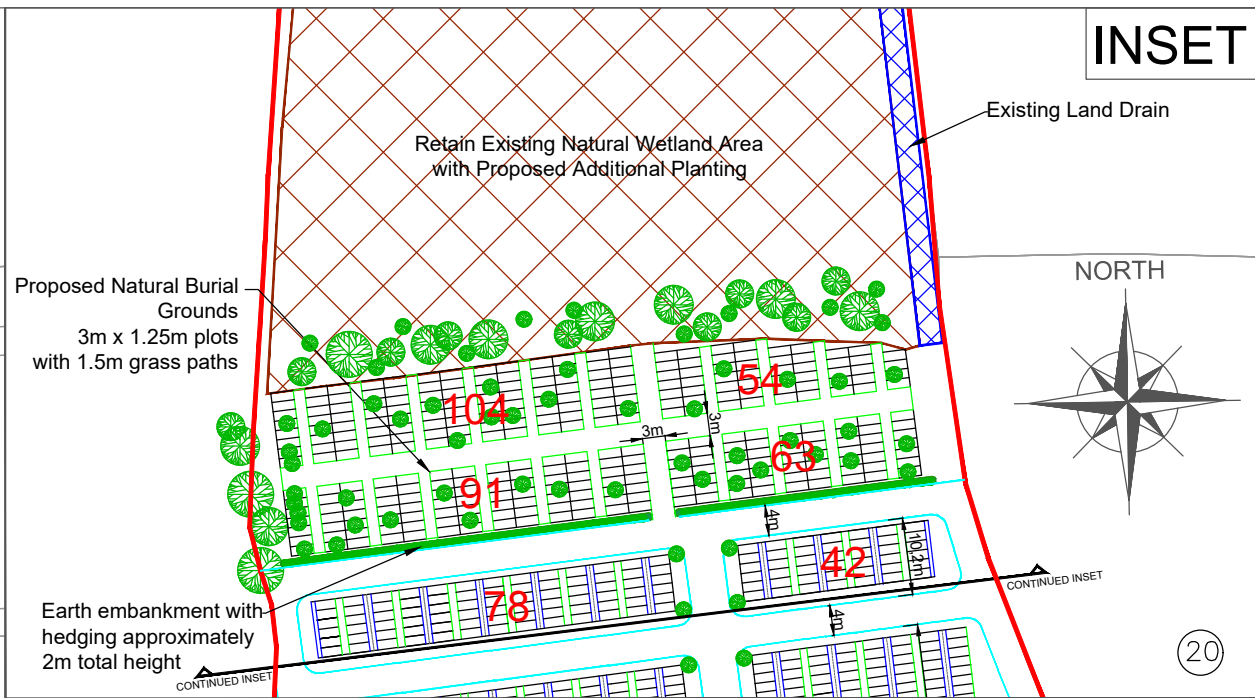 INSET
Existing Land Drain
Retain Existing Natural Wetland Area
with Proposed Additional Planting
NORTH
Proposed Natural Burial
Grounds
3m x 1.25m plots
with 1.5m grass paths
104
54
3m
3m
91
63
4m
10.2m
42
78
4m
CONTINUED INSET
Earth embankment with
hedging approximately
2m total height
CONTINUED INSET
20